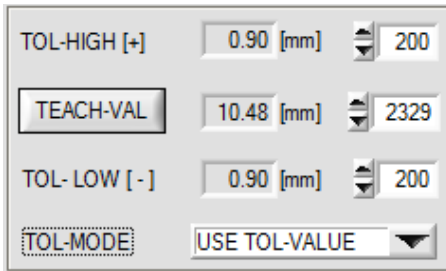 TOL-HIGH [+] 0.90 [mm] 200
TEACH-VAL 10.48 [mm] 2329
TOL- LOW [ - ] 0.90 [mm] 200
TOL-MODE USE TOL-VALUE